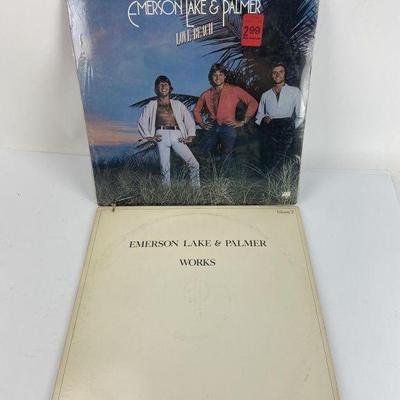 EMERSON LAKE & PALMER
LOVE BEACH
2.99
Volume 2
EMERSON LAKE & PALMER
WORKS